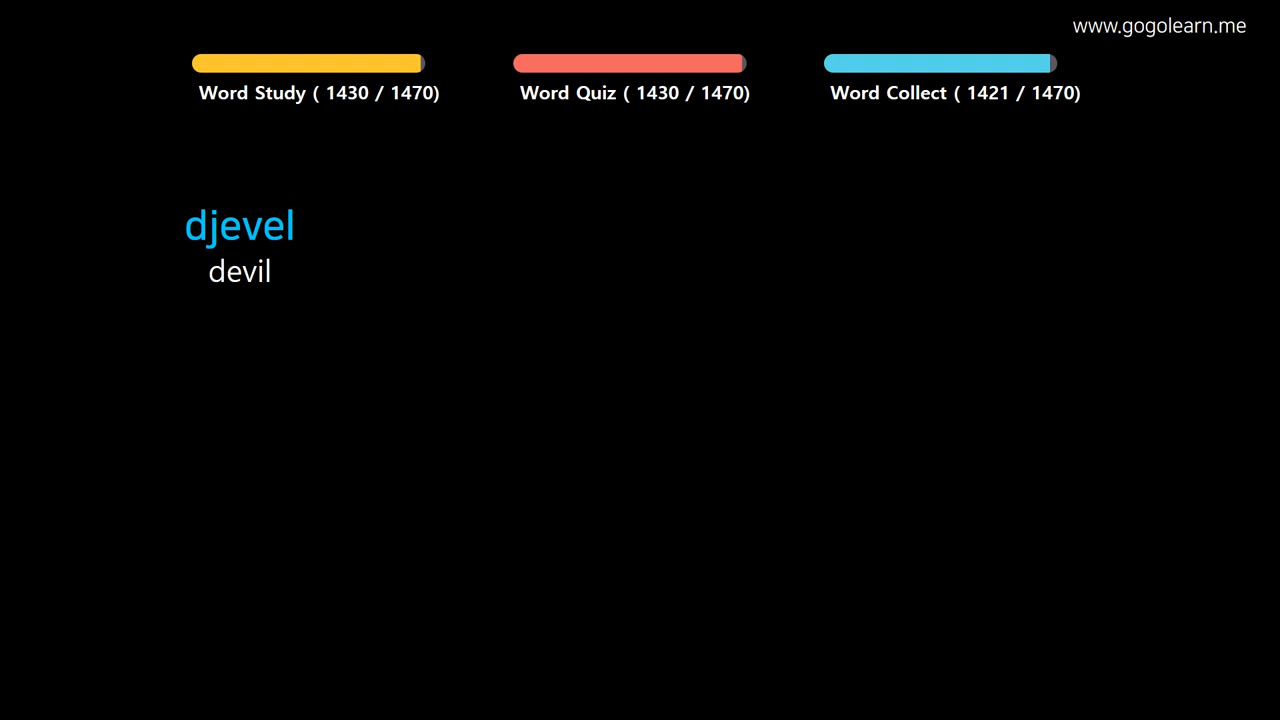 www.gogolearn.me
Word Study ( 1430 / 1470)
Word Quiz ( 1430 / 1470)
Word Collect ( 1421 / 1470)
djevel
devil